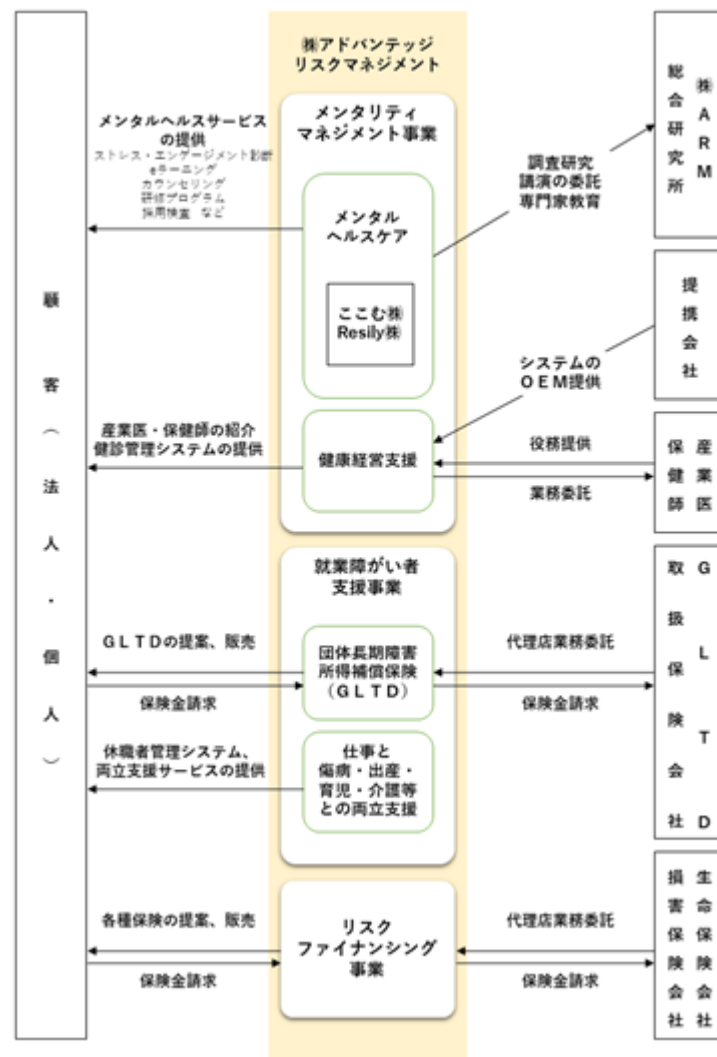 ㈱アドバンテッジ
リスクマネジメント
メンタリティ
マネジメント事業
メンタル
ヘルスケア
ここむ㈱
Resily㈱
健康経営支援
就業障がい者
支援事業
団体長期障害
所得補償保険
（ＧＬＴＤ）
仕事と
傷病・出産・
育児・介護等
との両立支援
リスク
ファイナンシング
事業
顧客（法人・個人）
メンタルヘルスサービス
の提供
ストレス・エンゲージメント診断
eラーニング
カウンセリング
研修プログラム
採用検査　など
産業医・保健師の紹介
健診管理システムの提供
ＧＬＴＤの提案、販売
保険金請求
休職者管理システム、
両立支援サービスの提供
各種保険の提案、販売
保険金請求
調査研究
講演の委託
専門家教育
システムの
ＯＥＭ提供
役務提供
業務委託
代理店業務委託
保険金請求
代理店業務委託
保険金請求
㈱ＡＲＭ
総合研究所
提携会社
産業医
保健師
ＧＬＴＤ
取扱保険会社
生命保険会社
損害保険会社